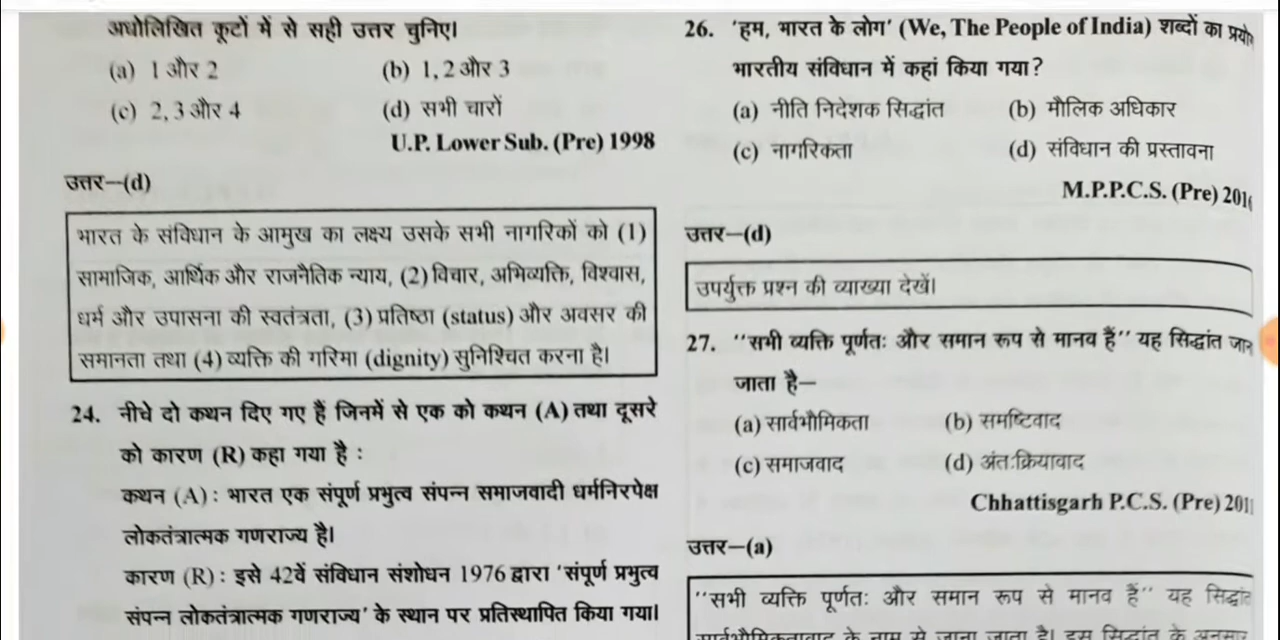 अधोलिखित कूटों में से सही उत्तर चुनिए।
(a) 1 और 2 (b) 1, 2 और 3
(c) 2, 3 और 4 (d) सभी चारों
U.P. Lower Sub. (Pre) 1998
उत्तर–(d)
भारत के संविधान के आमुख का लक्ष्य उसके सभी नागरिकों को (1)
सामाजिक, आर्थिक और राजनैतिक न्याय, (2) विचार, अभिव्यक्ति, विश्वास,
धर्म और उपासना की स्वतंत्रता, (3) प्रतिष्ठा (status) और अवसर की
समानता तथा (4) व्यक्ति की गरिमा (dignity) सुनिश्चित करना है।
24. नीचे दो कथन दिए गए हैं जिनमें से एक को कथन (A) तथा दूसरे
को कारण (R) कहा गया है :
कथन (A) : भारत एक संपूर्ण प्रभुत्व संपन्न समाजवादी धर्मनिरपेक्ष
लोकतंत्रात्मक गणराज्य है।
कारण (R) : इसे 42वें संविधान संशोधन 1976 द्वारा 'संपूर्ण प्रभुत्व
संपन्न लोकतंत्रात्मक गणराज्य' के स्थान पर प्रतिस्थापित किया गया।
26. 'हम, भारत के लोग' (We, The People of India) शब्दों का
भारतीय संविधान में कहां किया गया?
(a) नीति निदेशक सिद्धांत (b) मौलिक अधिकार
(c) नागरिकता (d) संविधान की प्रस्तावना
M.P.P.C.S. (Pre)
उत्तर–(d)
उपर्युक्त प्रश्न की व्याख्या देखें।
27. ''सभी व्यक्ति पूर्णतः और समान रूप से मानव हैं'' यह सिद्धांत
जाता है–
(a) सार्वभौमिकता (b) समष्टिवाद
(c) समाजवाद (d) अंतःक्रियावाद
Chhattisgarh P.C.S. (Pre)
उत्तर–(a)
''सभी व्यक्ति पूर्णतः और समान रूप से मानव हैं'' यह सिद्धांत
सार्वभौमिकतावाद के नाम से जाना जाता है। इस सिद्धांत के अनुसार